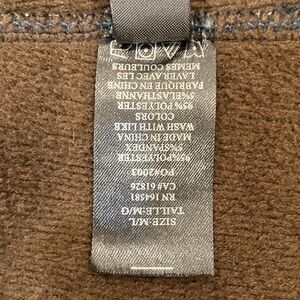 SIZE:M/L
TAILLE:M/G
RN 164581
CA# 61826
PO#2003
95% POLYESTER
5%SPANDEX
MADE IN CHINA
WASH WITH LIKE
COLORS
95% POLYESTER
5%ELASTHANNE
FABRIQUE EN CHINE
LAVER AVEC LES
MEMES COULEURS